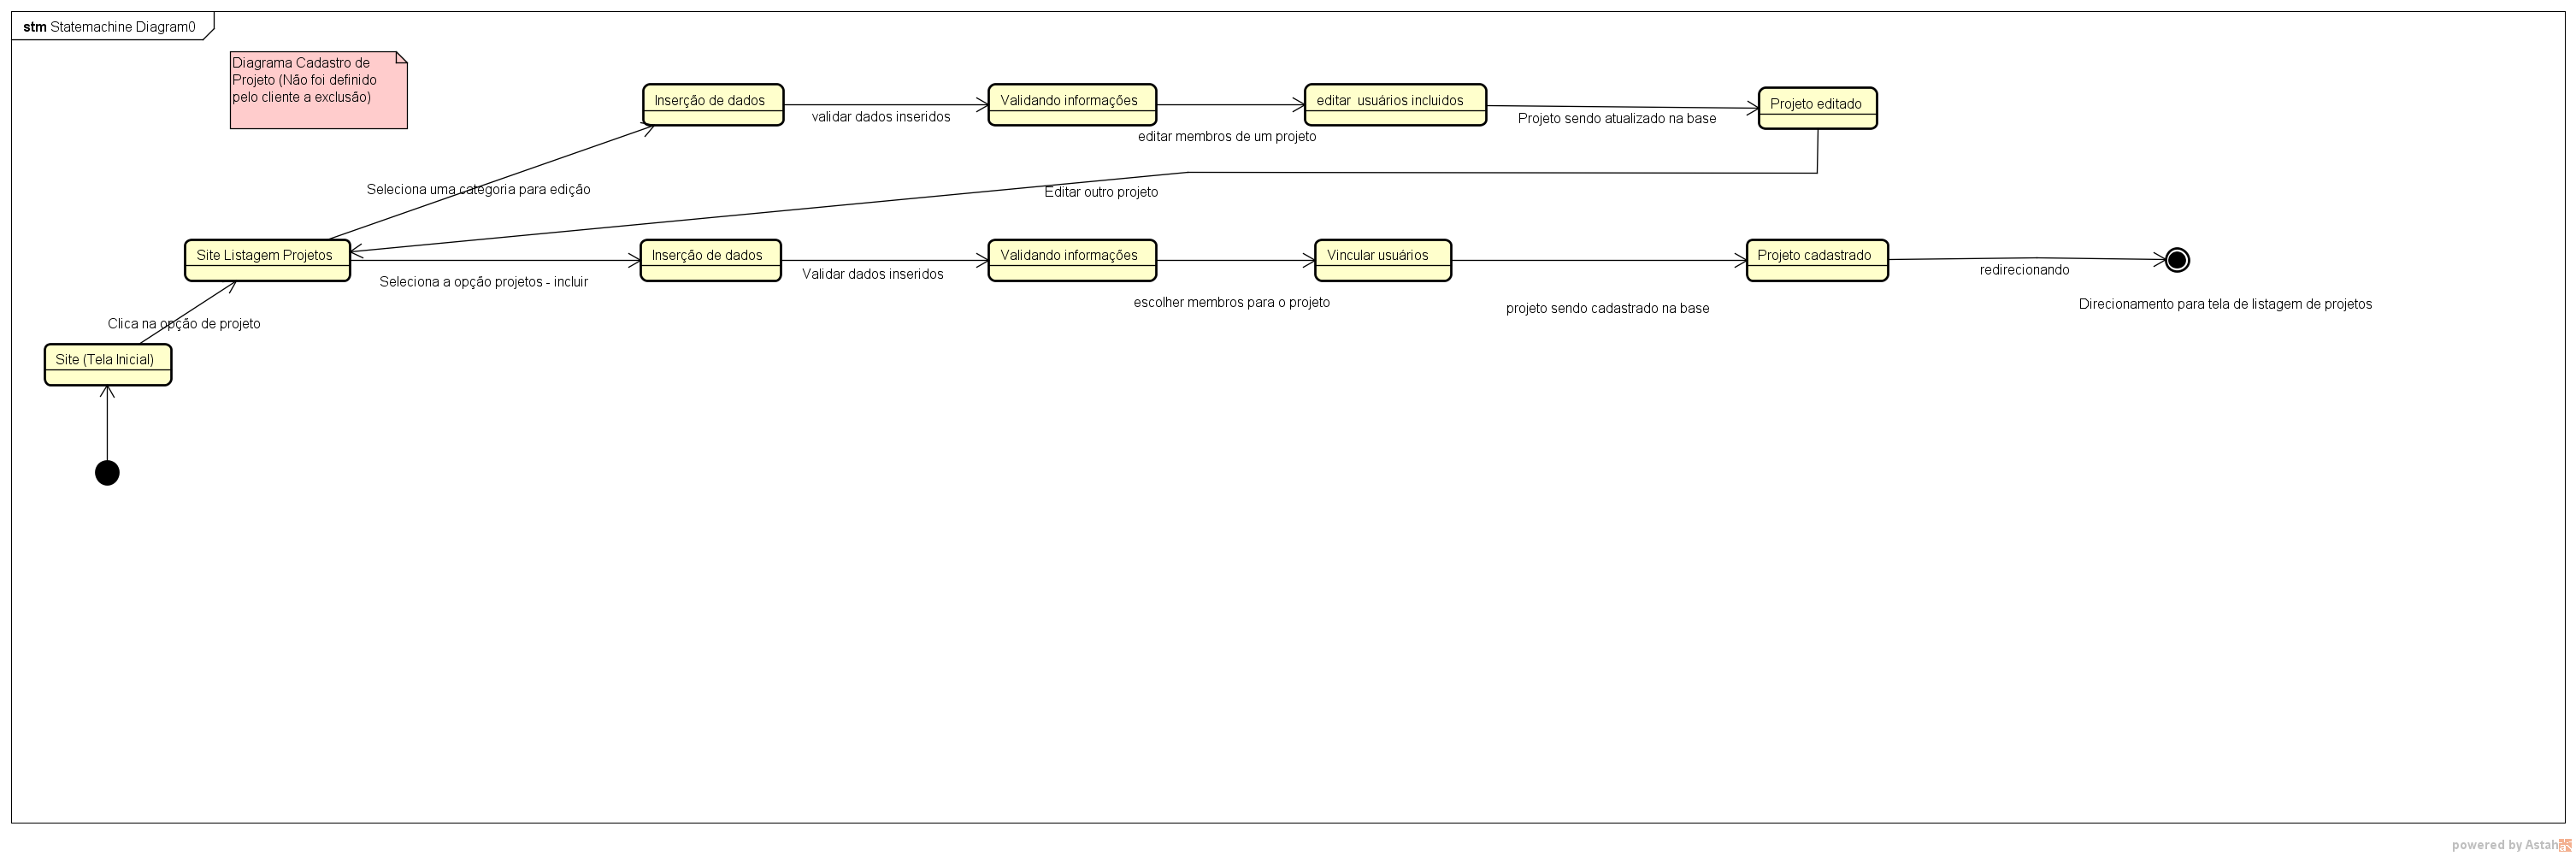 stm Statemachine Diagram0
Diagrama Cadastro de
Projeto (Não foi definido
pelo cliente a exclusão)
Inserção de dados
validar dados inseridos
Validando informações
editar membros de um projeto
editar  usuários incluidos
Projeto sendo atualizado na base
Projeto editado
Seleciona uma categoria para edição
Editar outro projeto
Site Listagem Projetos
Seleciona a opção projetos - incluir
Inserção de dados
Validar dados inseridos
Validando informações
escolher membros para o projeto
Vincular usuários
projeto sendo cadastrado na base
Projeto cadastrado
redirecionando
Direcionamento para tela de listagem de projetos
Clica na opção de projeto
Site (Tela Inicial)
powered by Astah